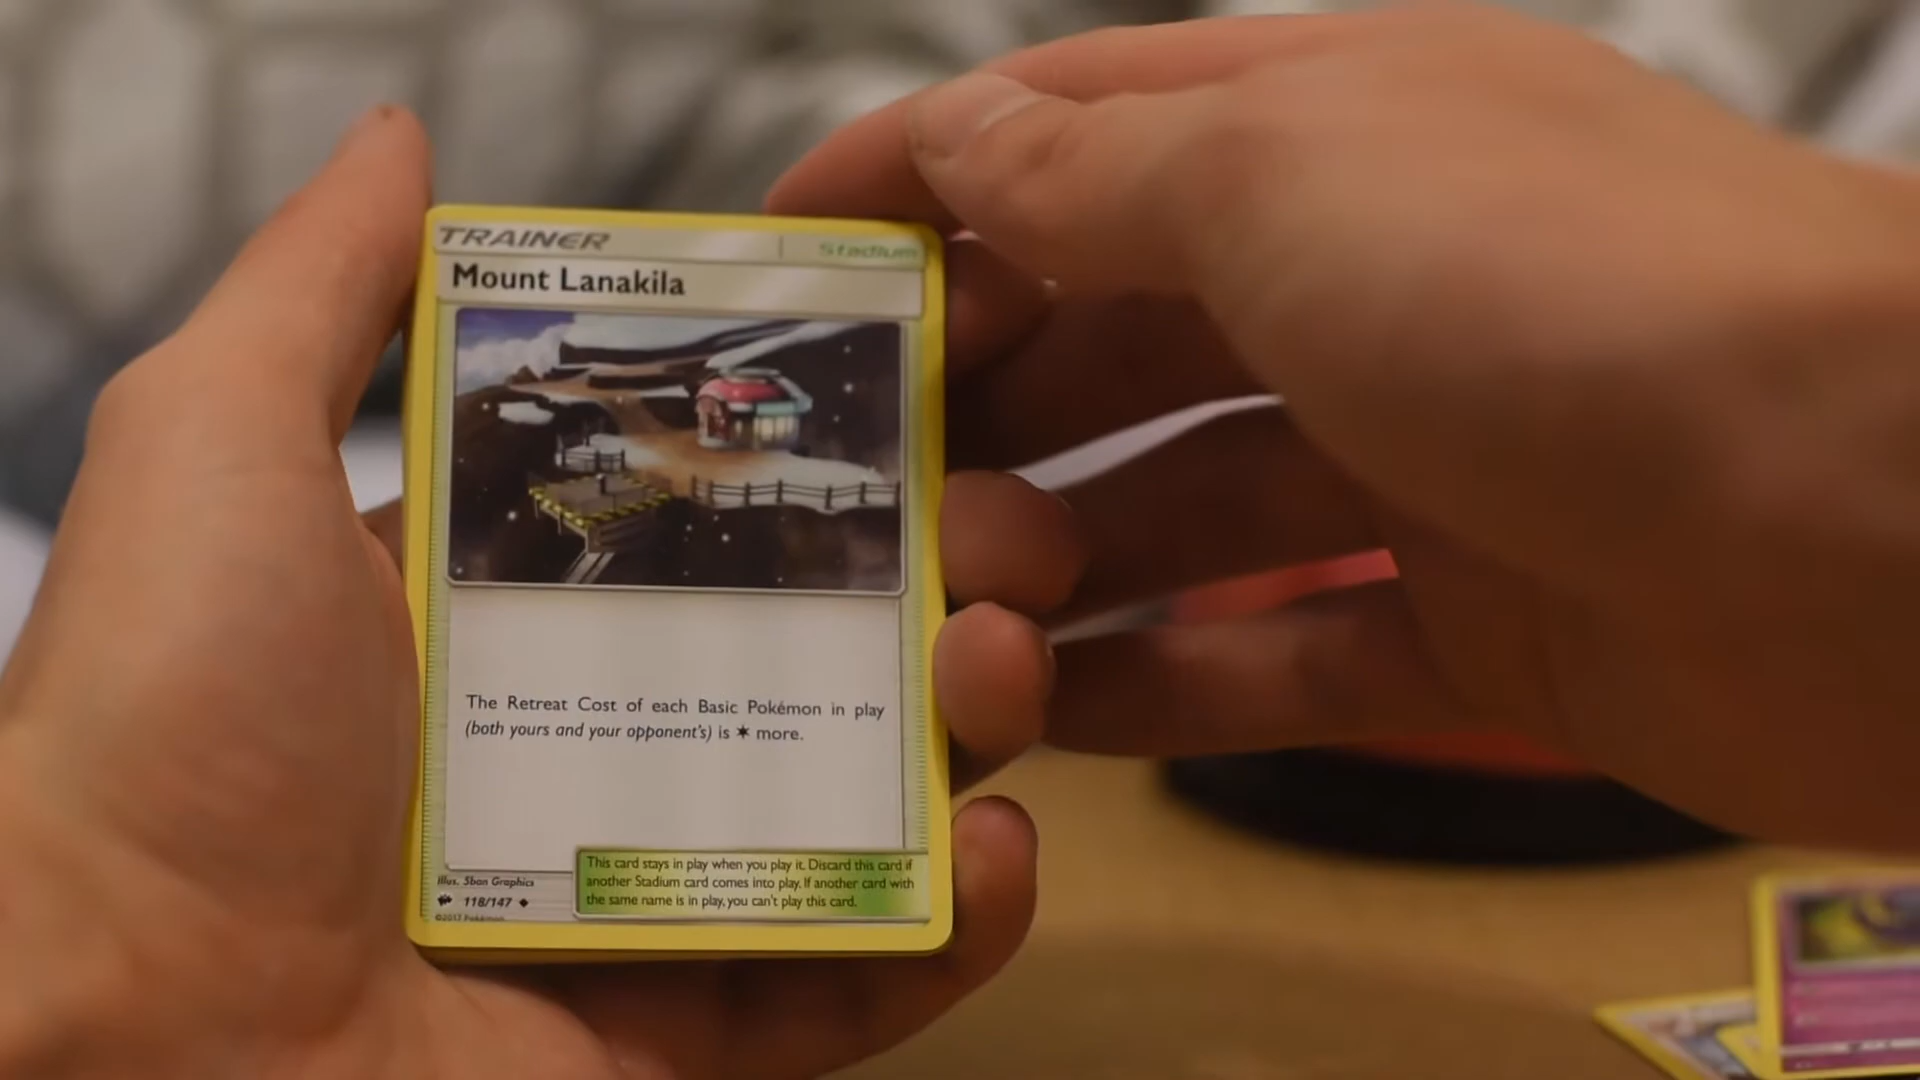 TRAINER
Stadium
Mount Lanakila
The Retreat Cost of each Basic Pokémon in play
(both yours and your opponent's) is ✶ more.
This card stays in play when you play it. Discard this card if
another Stadium card comes into play. If another card with
the same name is in play, you can't play this card.
Illus. 5ban Graphics
118/147 ◆
©2017 Pokémon